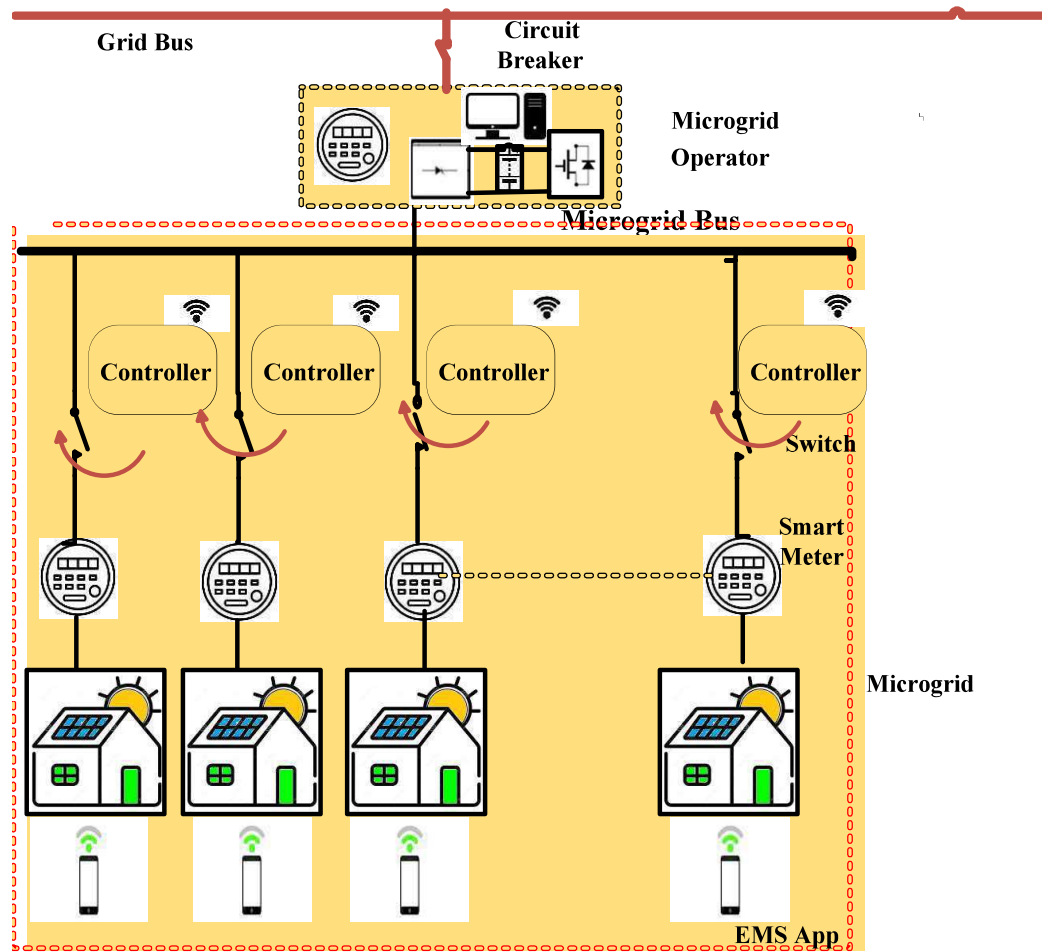 Grid Bus
Circuit
Breaker
Microgrid
Operator
Microgrid Bus
Controller
Controller
Controller
Controller
Switch
Smart
Meter
Microgrid
EMS App